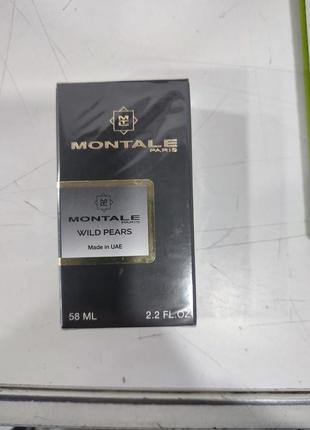 MONTALE
PARIS
MONTALE
PARIS
WILD PEARS
Made in UAE
58 ML 2.2 FL.OZ